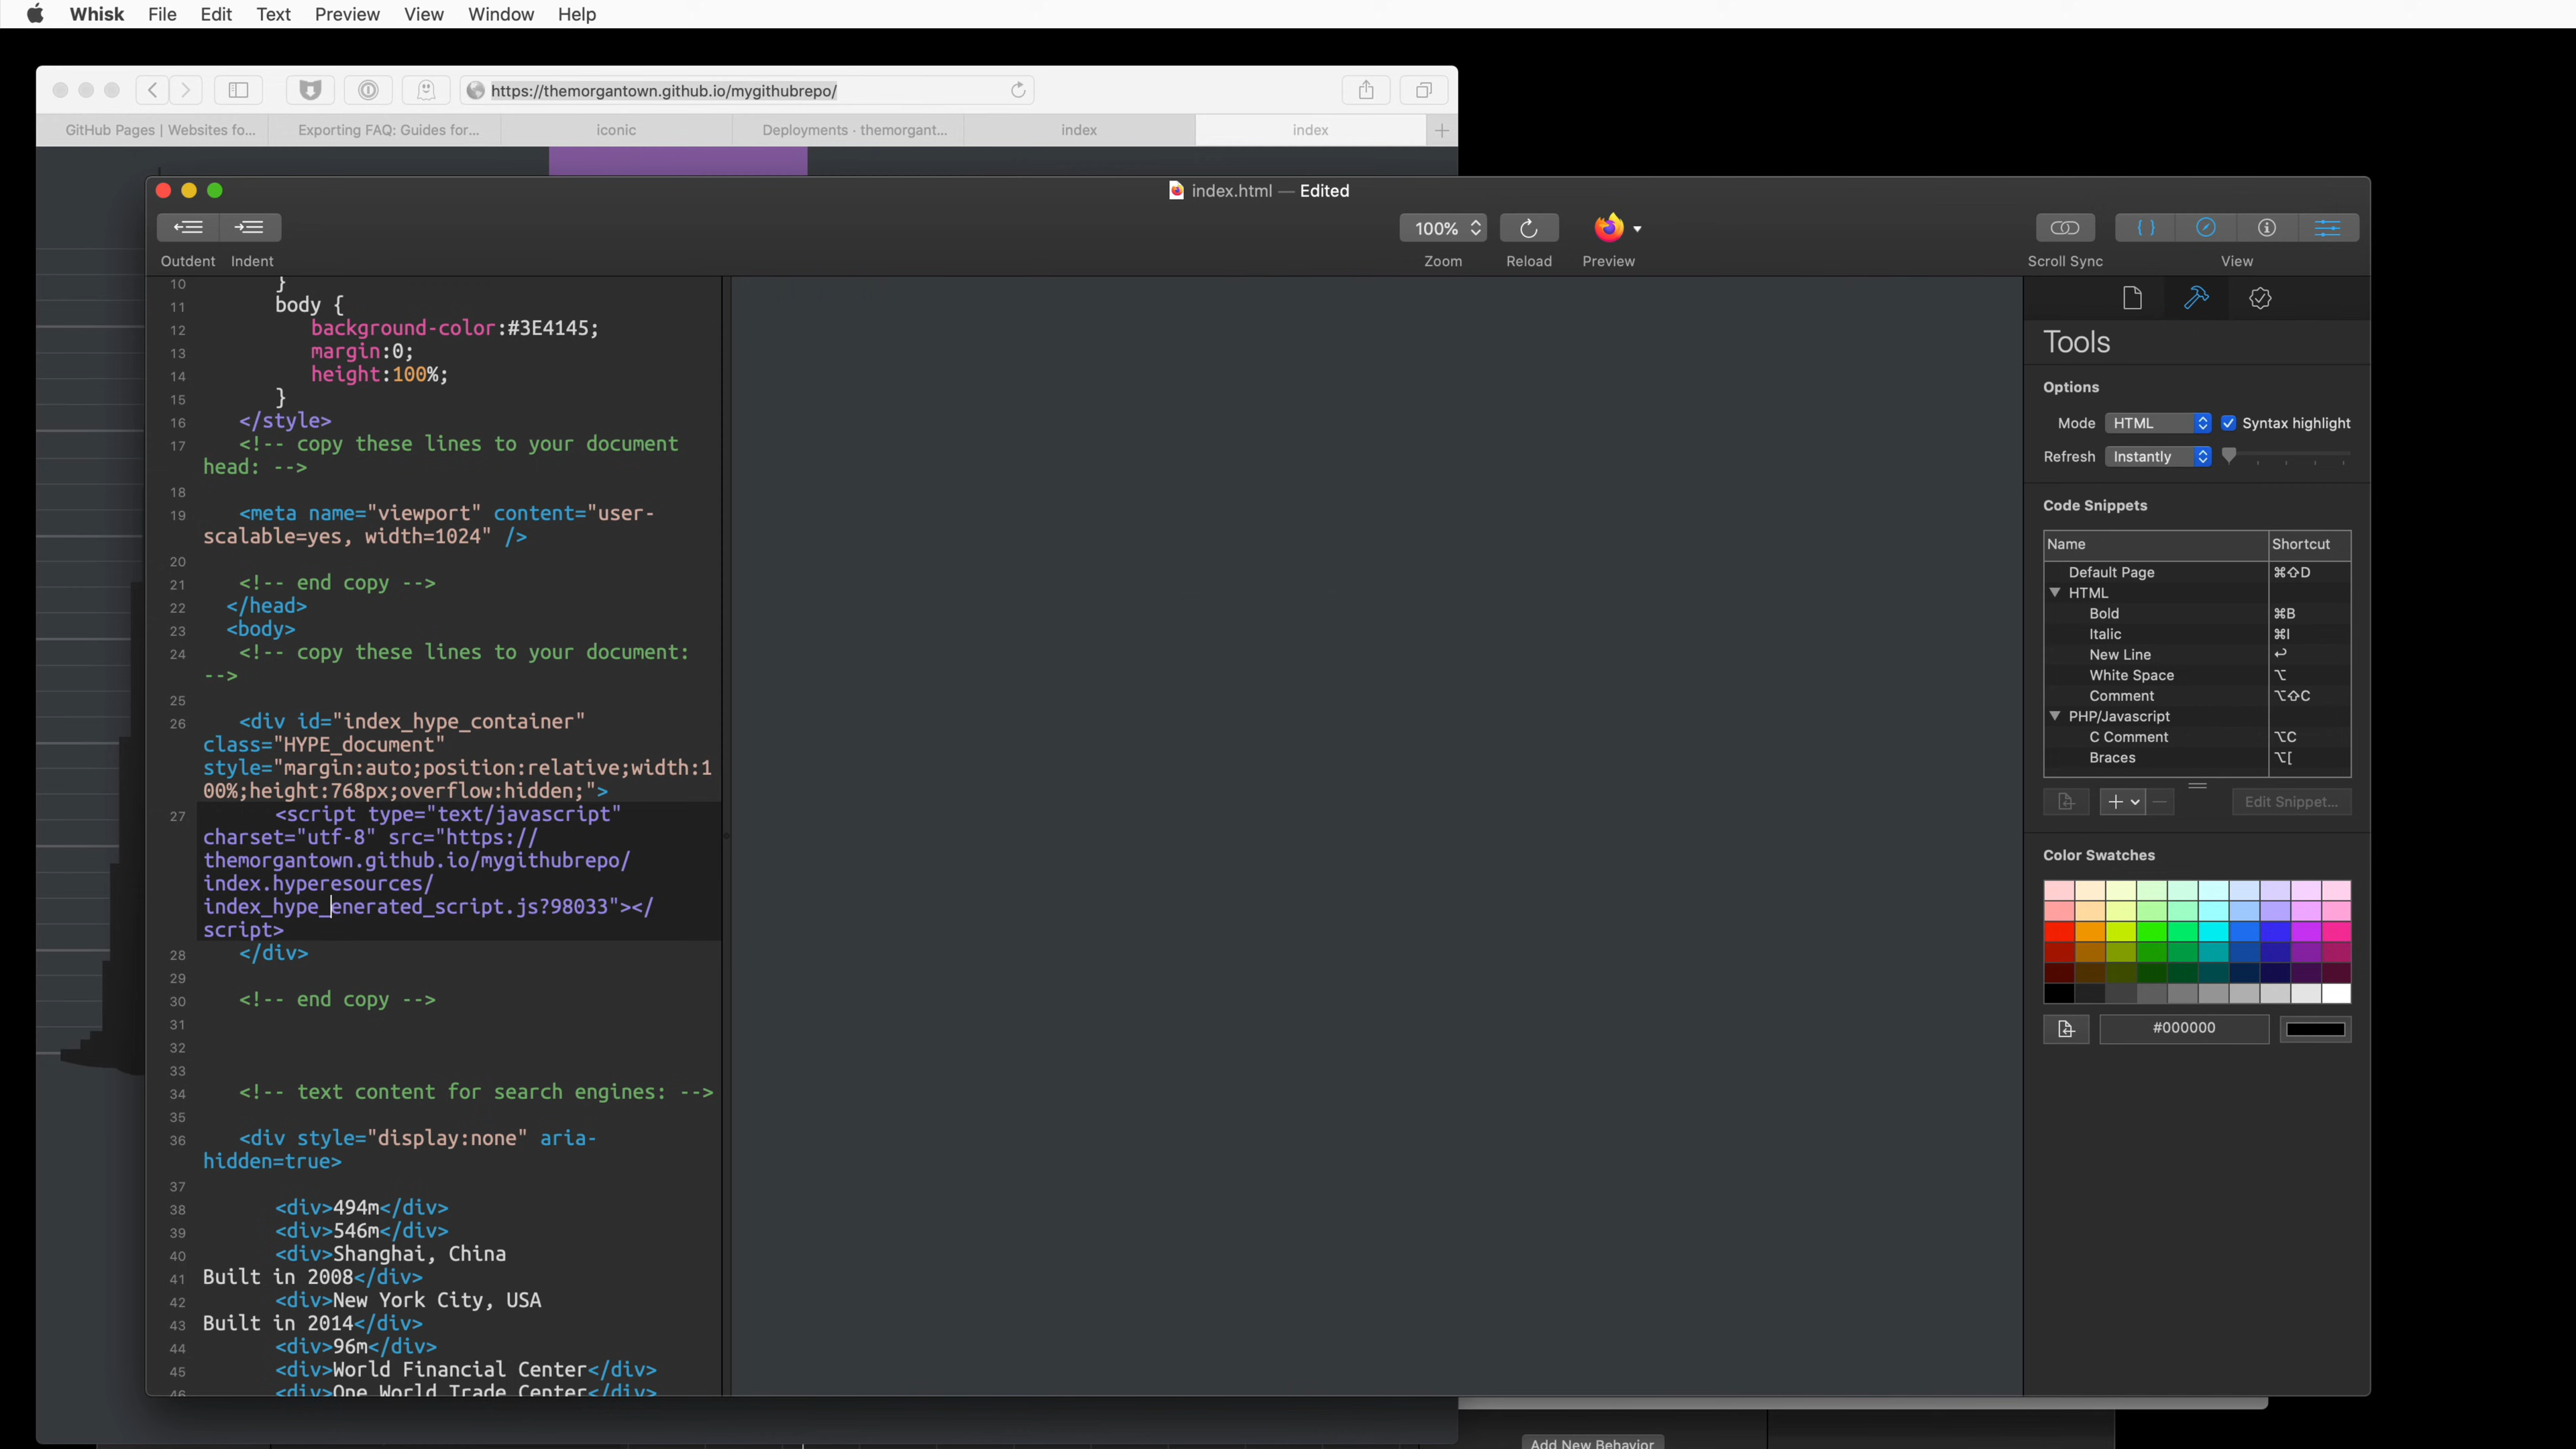 Whisk File Edit Text Preview View Window Help
https://themorgantown.github.io/mygithubrepo/
GitHub Pages | Websites fo... Exporting FAQ: Guides for... iconic Deployments · themorgant... index index
index.html — Edited
100%
Outdent Indent Zoom Reload Preview Scroll Sync View
10 }
11 body {
12 background-color:#3E4145;
13 margin:0;
14 height:100%;
15 }
16 </style>
17 <!-- copy these lines to your document
head: -->
18
19 <meta name="viewport" content="user-
scalable=yes, width=1024" />
20
21 <!-- end copy -->
22 </head>
23 <body>
24 <!-- copy these lines to your document:
-->
25
26 <div id="index_hype_container"
class="HYPE_document"
style="margin:auto;position:relative;width:1
00%;height:768px;overflow:hidden;">
27 <script type="text/javascript"
charset="utf-8" src="https://
themorgantown.github.io/mygithubrepo/
index.hyperesources/
index_hype_enerated_script.js?98033"></
script>
28 </div>
29
30 <!-- end copy -->
31
32
33
34 <!-- text content for search engines: -->
35
36 <div style="display:none" aria-
hidden=true>
37
38 <div>494m</div>
39 <div>546m</div>
40 <div>Shanghai, China
41 Built in 2008</div>
42 <div>New York City, USA
43 Built in 2014</div>
44 <div>96m</div>
45 <div>World Financial Center</div>
46 <div>One World Trade Center</div>
Tools
Options
Mode HTML Syntax highlight
Refresh Instantly
Code Snippets
Name Shortcut
Default Page ⌘⇧D
HTML
Bold ⌘B
Italic ⌘I
New Line ↩
White Space ⌥
Comment ⌥⇧C
PHP/Javascript
C Comment ⌥C
Braces ⌥[
Edit Snippet...
Color Swatches
#000000
Add New Behavior